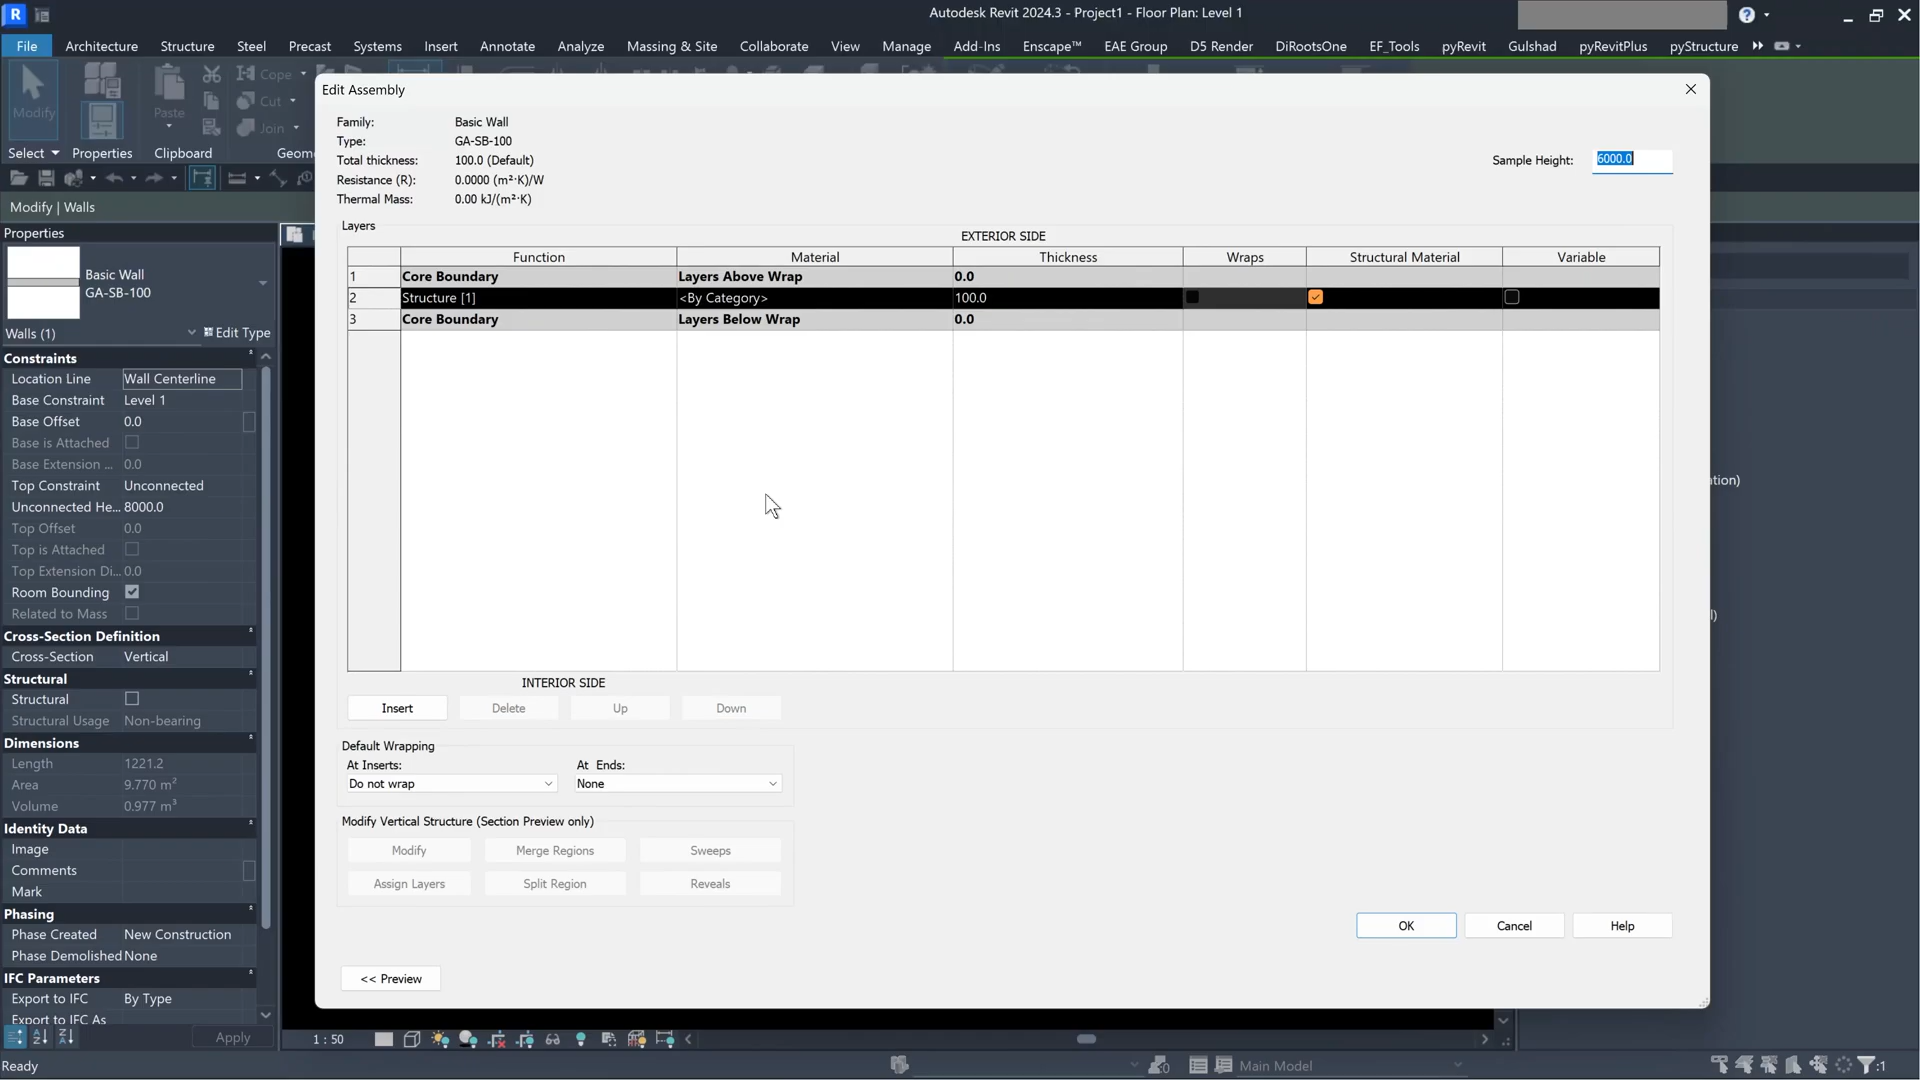 R
Autodesk Revit 2024.3 - Project1 - Floor Plan: Level 1
File Architecture Structure Steel Precast Systems Insert Annotate Analyze Massing & Site Collaborate View Manage Add-Ins Enscape™ EAE Group D5 Render DiRootsOne EF_Tools pyRevit Gulshad pyRevitPlus pyStructure
Modify
Paste
Cope
Cut
Join
Select Properties Clipboard Geom
Modify | Walls
Properties
Basic Wall
GA-SB-100
Walls (1) Edit Type
Constraints
Location Line Wall Centerline
Base Constraint Level 1
Base Offset 0.0
Base is Attached
Base Extension ... 0.0
Top Constraint Unconnected
Unconnected He... 8000.0
Top Offset 0.0
Top is Attached
Top Extension Di... 0.0
Room Bounding
Related to Mass
Cross-Section Definition
Cross-Section Vertical
Structural
Structural
Structural Usage Non-bearing
Dimensions
Length 1221.2
Area 9.770 m²
Volume 0.977 m³
Identity Data
Image
Comments
Mark
Phasing
Phase Created New Construction
Phase Demolished None
IFC Parameters
Export to IFC By Type
Export to IFC As
Apply
Ready
Edit Assembly
Family: Basic Wall
Type: GA-SB-100
Total thickness: 100.0 (Default)
Resistance (R): 0.0000 (m²·K)/W
Thermal Mass: 0.00 kJ/(m²·K)
Sample Height: 6000.0
Layers
EXTERIOR SIDE
Function Material Thickness Wraps Structural Material Variable
1 Core Boundary Layers Above Wrap 0.0
2 Structure [1] <By Category> 100.0
3 Core Boundary Layers Below Wrap 0.0
INTERIOR SIDE
Insert Delete Up Down
Default Wrapping
At Inserts: At Ends:
Do not wrap None
Modify Vertical Structure (Section Preview only)
Modify Merge Regions Sweeps
Assign Layers Split Region Reveals
OK Cancel Help
<< Preview
1 : 50
Main Model
:0
:1